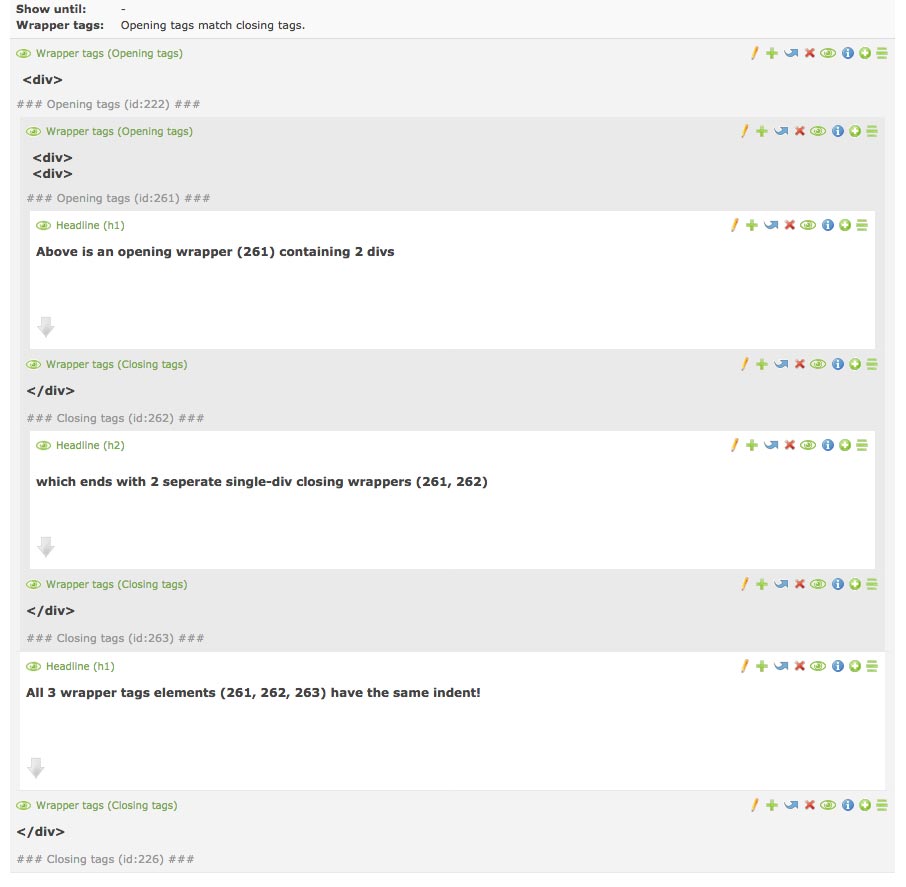 Show until: -
Wrapper tags: Opening tags match closing tags.
Wrapper tags (Opening tags)
<div>
### Opening tags (id:222) ###
Wrapper tags (Opening tags)
<div>
<div>
### Opening tags (id:261) ###
Headline (h1)
Above is an opening wrapper (261) containing 2 divs
Wrapper tags (Closing tags)
</div>
### Closing tags (id:262) ###
Headline (h2)
which ends with 2 seperate single-div closing wrappers (261, 262)
Wrapper tags (Closing tags)
</div>
### Closing tags (id:263) ###
Headline (h1)
All 3 wrapper tags elements (261, 262, 263) have the same indent!
Wrapper tags (Closing tags)
</div>
### Closing tags (id:226) ###